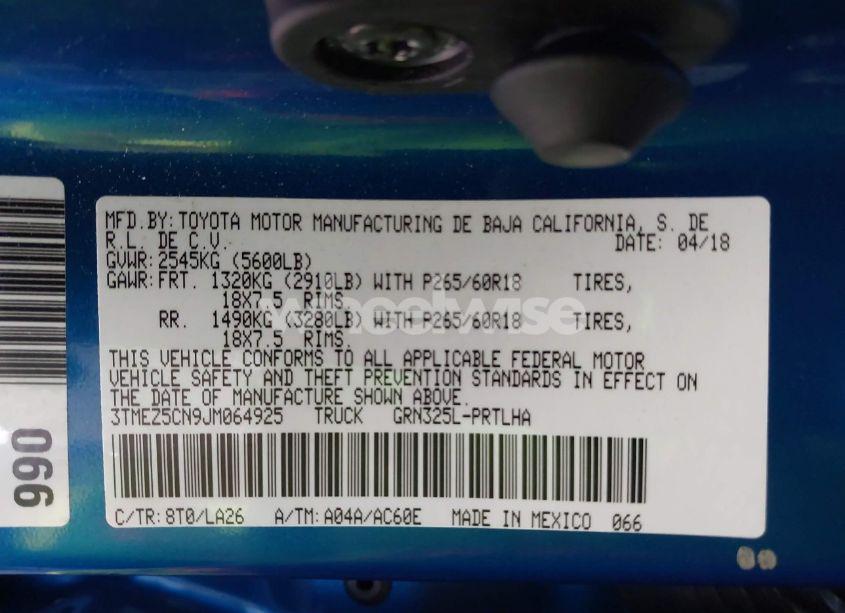 MFD.BY: TOYOTA MOTOR MANUFACTURING DE BAJA CALIFORNIA, S. DE
R.L. DE C.V. DATE: 04/18
GVWR: 2545KG (5600LB)
GAWR: FRT. 1320KG (2910LB) WITH P265/60R18 TIRES,
18X7.5 RIMS.
RR. 1490KG (3280LB) WITH P265/60R18 TIRES,
18X7.5 RIMS.
THIS VEHICLE CONFORMS TO ALL APPLICABLE FEDERAL MOTOR
VEHICLE SAFETY AND THEFT PREVENTION STANDARDS IN EFFECT ON
THE DATE OF MANUFACTURE SHOWN ABOVE.
3TMEZ5CN9JM064925 TRUCK GRN325L-PRTLHA
C/TR: 8T0/LA26 A/TM: A04A/AC60E MADE IN MEXICO 066
066